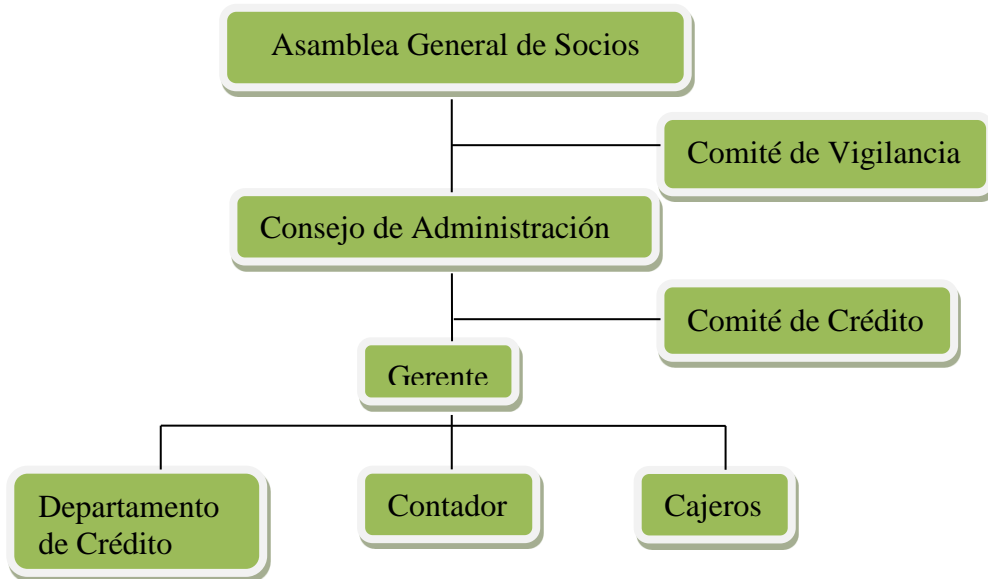 Asamblea General de Socios
Comité de Vigilancia
Consejo de Administración
Comité de Crédito
Gerente
Departamento
de Crédito
Contador
Cajeros